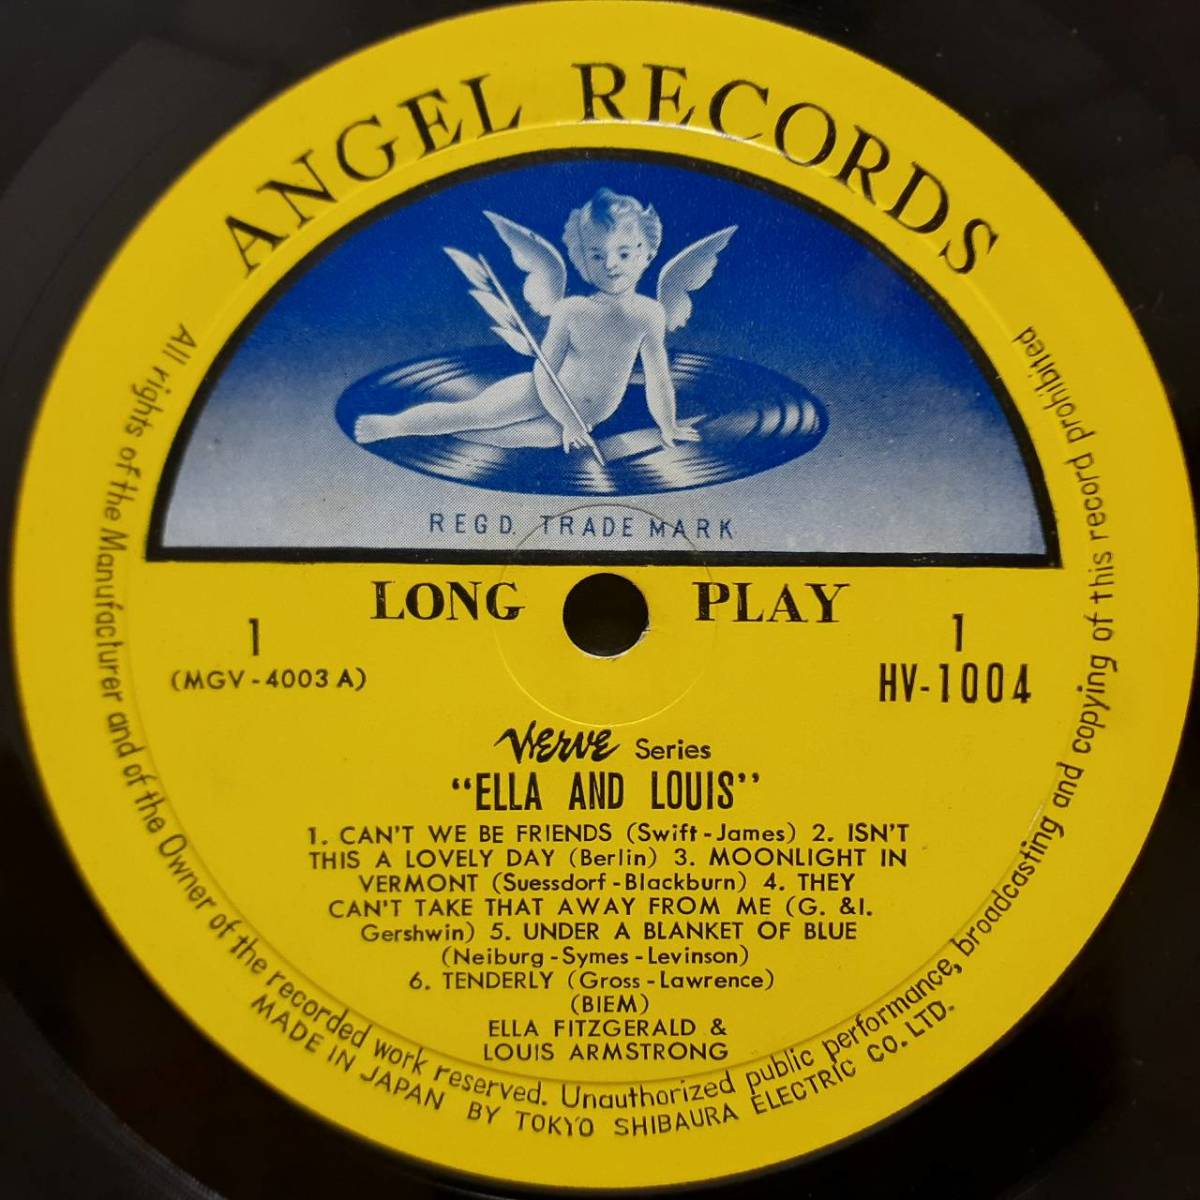 ANGEL RECORDS
REGD. TRADE MARK
LONG PLAY
1
(MGV-4003 A)
1
HV-1004
Verve Series
“ELLA AND LOUIS”
1. CAN'T WE BE FRIENDS (Swift-James) 2. ISN'T
THIS A LOVELY DAY (Berlin) 3. MOONLIGHT IN
VERMONT (Suessdorf-Blackburn) 4. THEY
CAN'T TAKE THAT AWAY FROM ME (G. &I.
Gershwin) 5. UNDER A BLANKET OF BLUE
(Neiburg-Symes-Levinson)
6. TENDERLY (Gross-Lawrence)
(BIEM)
ELLA FITZGERALD &
LOUIS ARMSTRONG
All rights of the Manufacturer and of the Owner of the recorded work reserved. Unauthorized public performance, broadcasting and copying of this record prohibited
MADE IN JAPAN BY TOKYO SHIBAURA ELECTRIC CO. LTD.